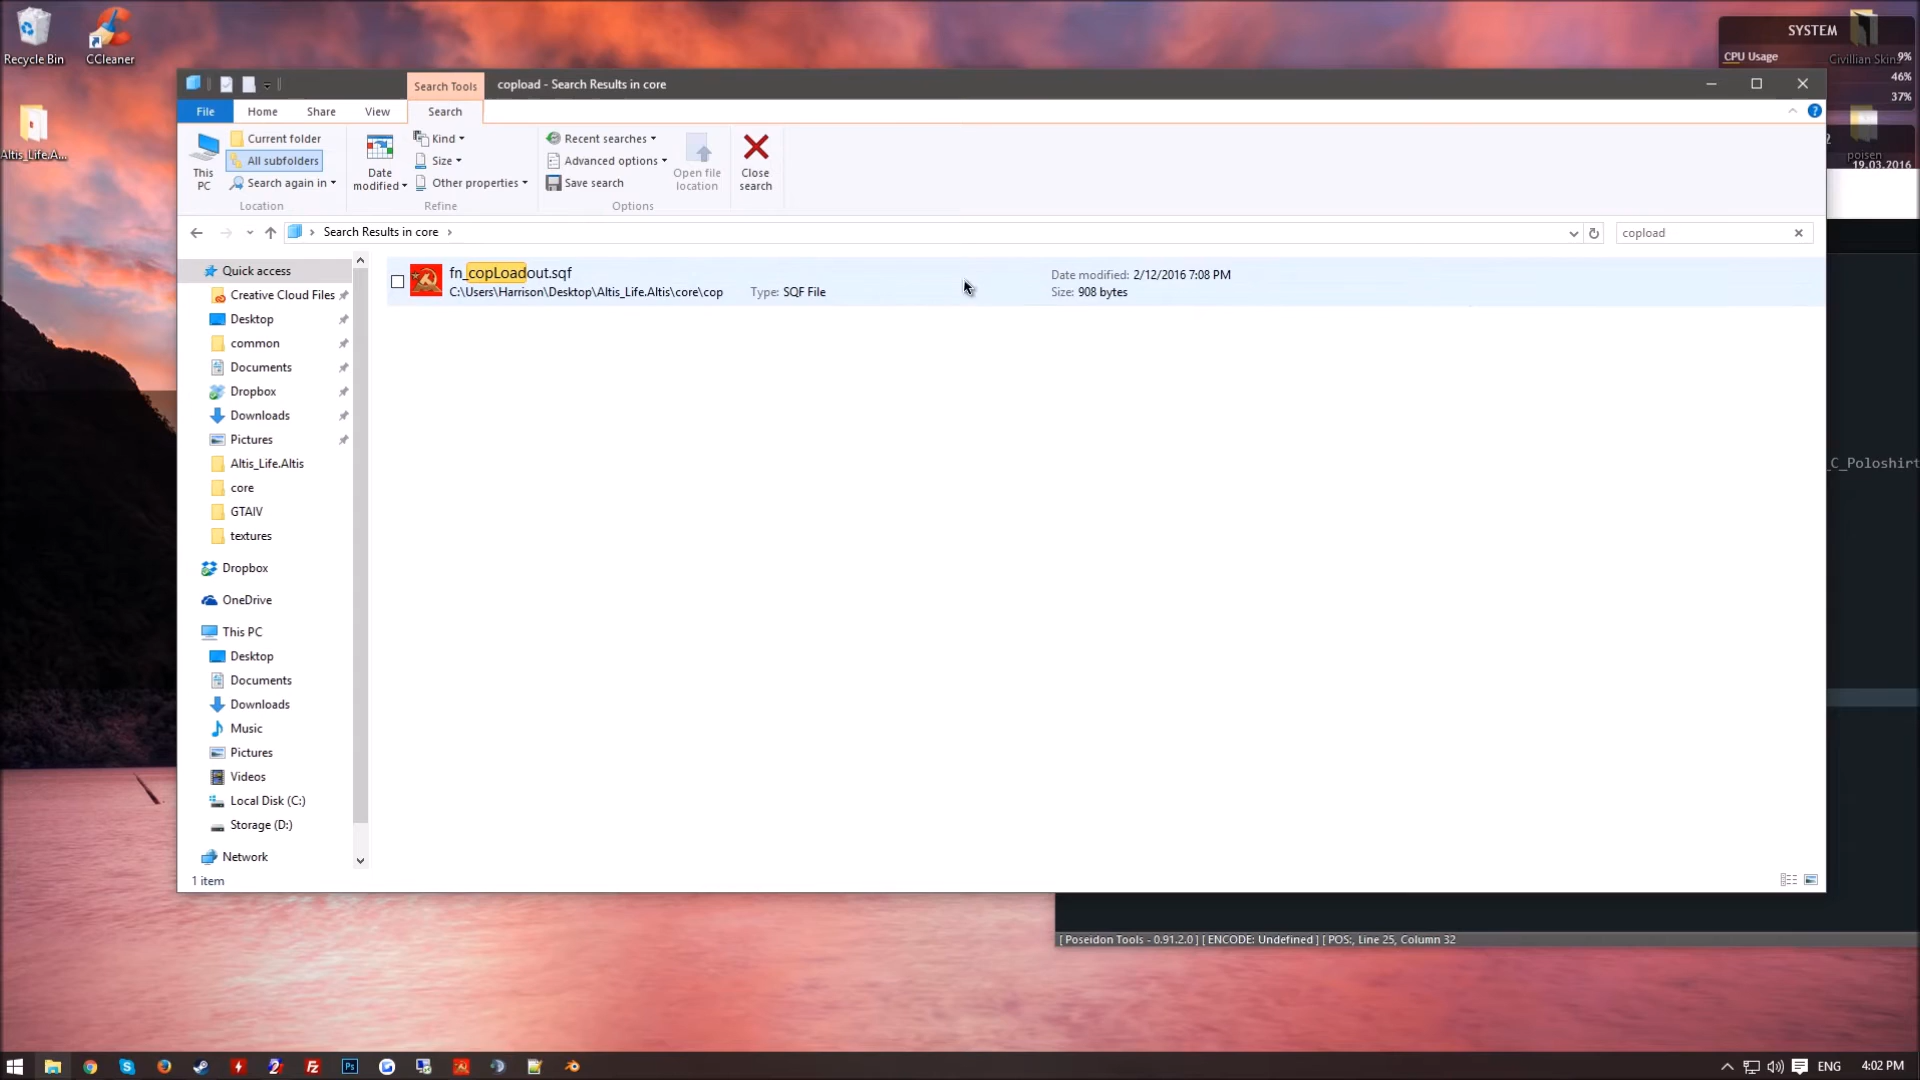 Recycle Bin
CCleaner
Altis_Life.A...
SYSTEM
CPU Usage
9%
Civillian Skin
46%
37%
poisen
19.03.2016
Search Tools
copload - Search Results in core
File
Home
Share
View
Search
This PC
Current folder
All subfolders
Search again in
Location
Date modified
Kind
Size
Other properties
Refine
Recent searches
Advanced options
Save search
Options
Open file location
Close search
Search Results in core
copload
Quick access
Creative Cloud Files
Desktop
common
Documents
Dropbox
Downloads
Pictures
Altis_Life.Altis
core
GTAIV
textures
Dropbox
OneDrive
This PC
Desktop
Documents
Downloads
Music
Pictures
Videos
Local Disk (C:)
Storage (D:)
Network
fn_copLoadout.sqf
C:\Users\Harrison\Desktop\Altis_Life.Altis\core\cop
Type: SQF File
Date modified: 2/12/2016 7:08 PM
Size: 908 bytes
_C_Poloshirt
1 item
[ Poseidon Tools - 0.91.2.0 ] [ ENCODE: Undefined ] [ POS:, Line 25, Column 32
ENG
4:02 PM